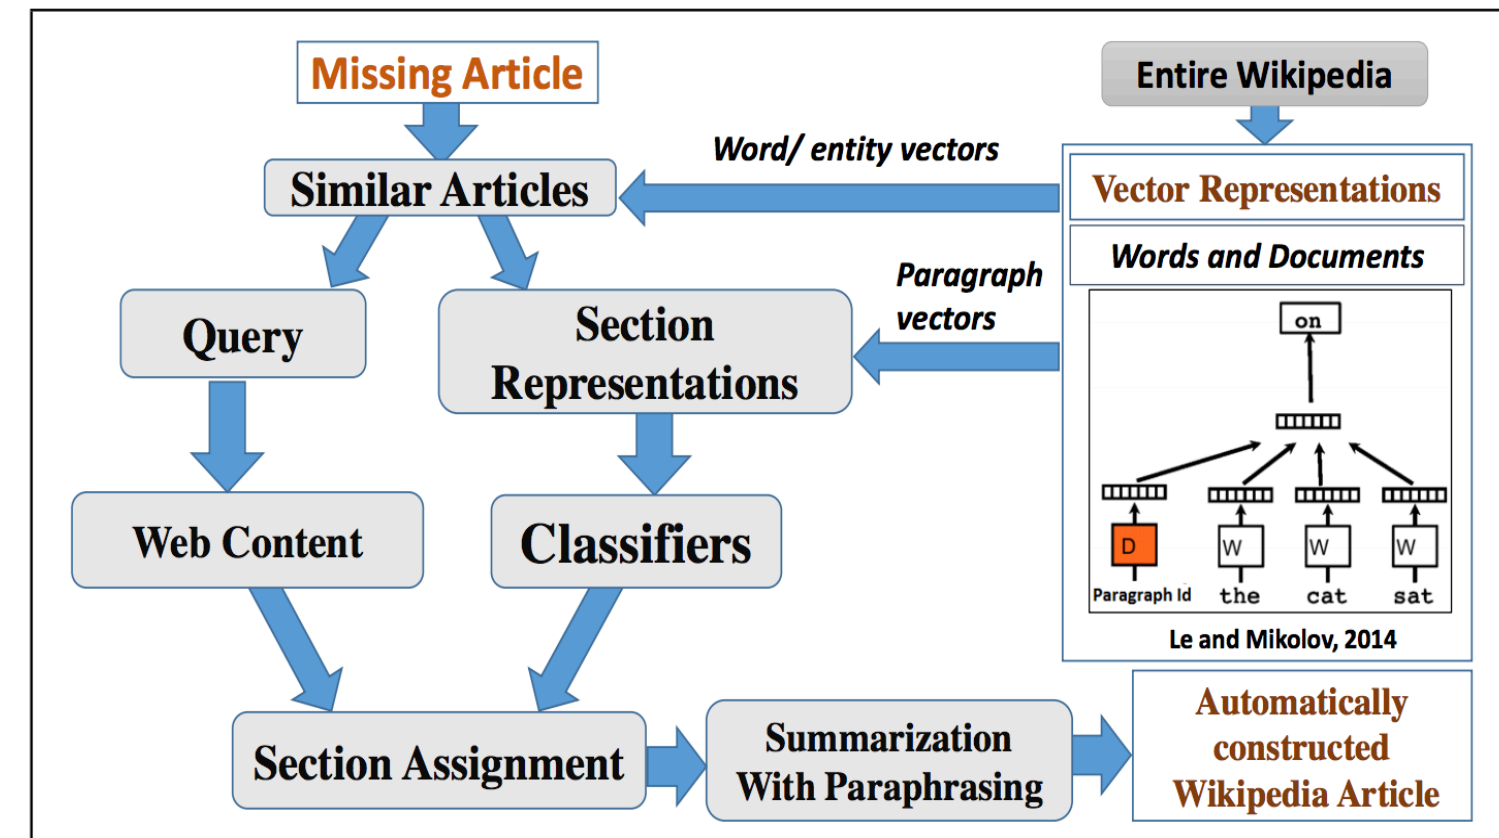 Missing Article
Entire Wikipedia
Word/ entity vectors
Similar Articles
Vector Representations
Words and Documents
Paragraph
vectors
Query
Section
Representations
on
Web Content
Classifiers
D
W
W
W
Paragraph Id
the
cat
sat
Le and Mikolov, 2014
Section Assignment
Summarization
With Paraphrasing
Automatically
constructed
Wikipedia Article